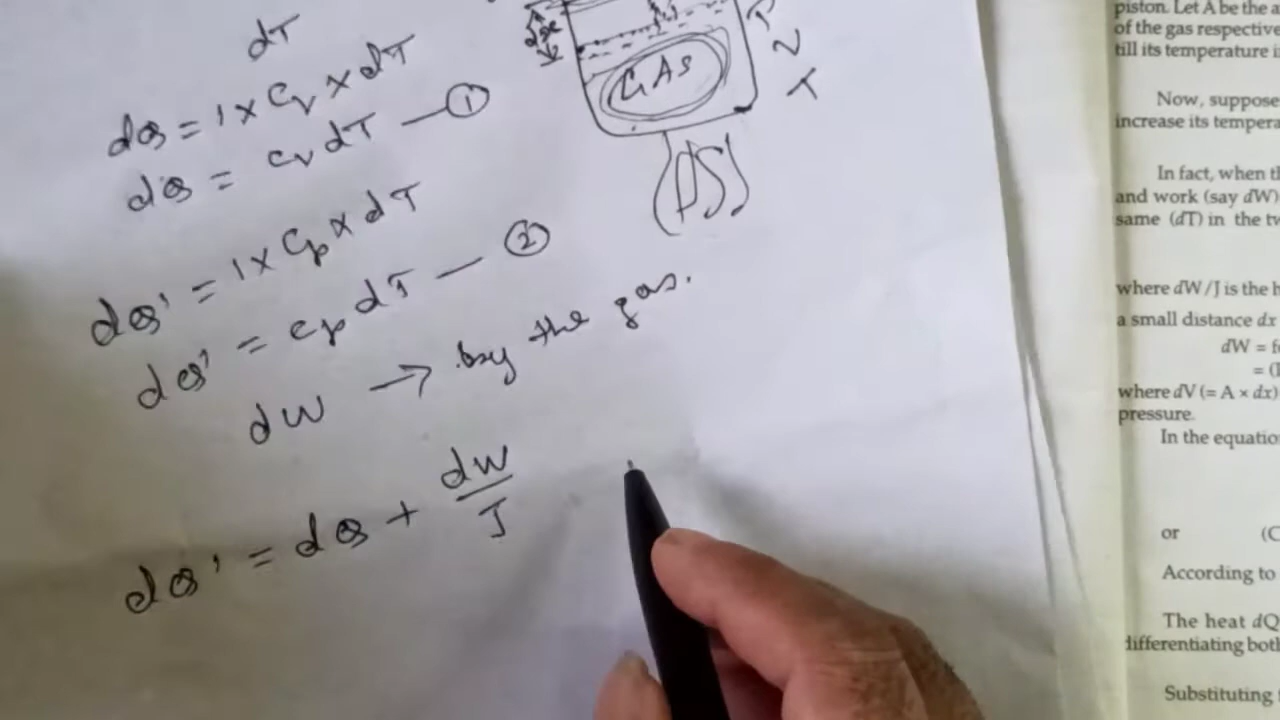 dT
dQ = 1 × Cv × dT
dQ = Cv dT — ①
dQ' = 1 × Cp × dT
dQ' = Cp dT — ②
dW → by the gas.
dQ' = dQ + dW/J
dx
GAS
T
piston. Let A be the a
of the gas respective
till its temperature i
Now, suppose
increase its tempera
In fact, when th
and work (say dW)
same (dT) in the tw
where dW/J is the h
a small distance dx
dW = f
= (
where dV (= A × dx)
pressure.
In the equatio
or (C
According to
The heat dQ
differentiating both
Substituting